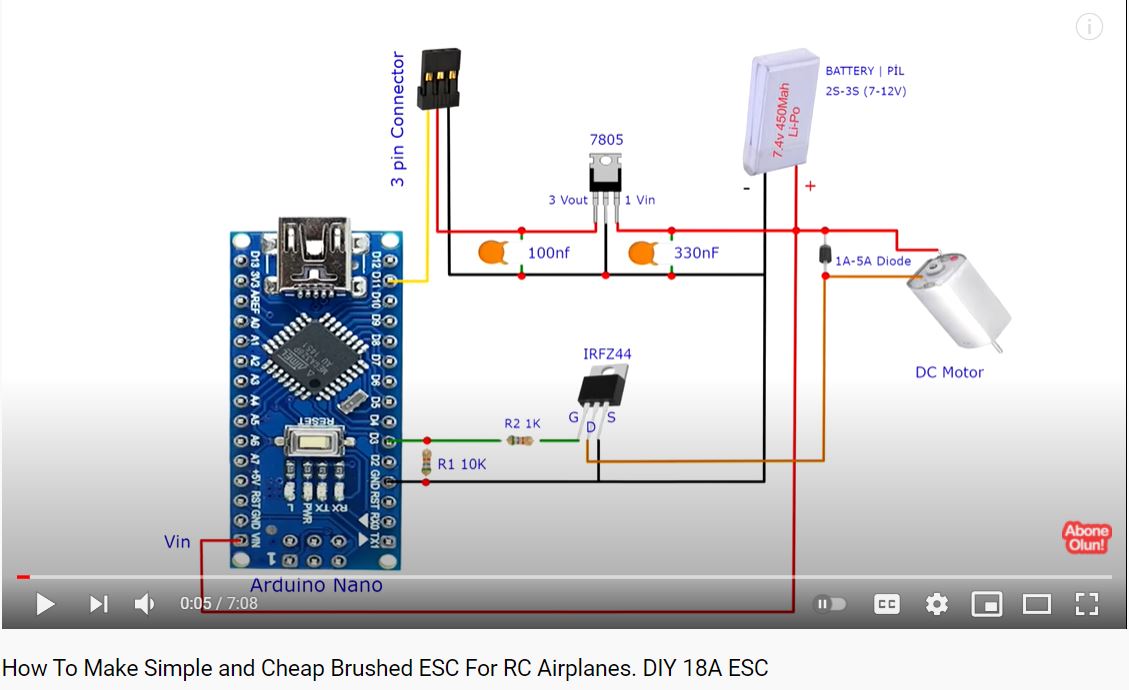 3 pin Connector
BATTERY | PİL
2S-3S (7-12V)
7.4v 450Mah
Li-Po
- +
7805
3 Vout 1 Vin
100nf 330nF
1A-5A Diode
DC Motor
IRFZ44
G D S
R2 1K
R1 10K
D13 3V3 AREF A0 A1 A2 A3 A4 A5 A6 A7 +5V RST GND VIN
D12 D11 D10 D9 D8 D7 D6 D5 D4 D3 D2 GND RST RX0 TX1
RESET
L PWR TX RX
1
Vin
Arduino Nano
Abone
Olun!
0:05 / 7:08
CC
How To Make Simple and Cheap Brushed ESC For RC Airplanes. DIY 18A ESC